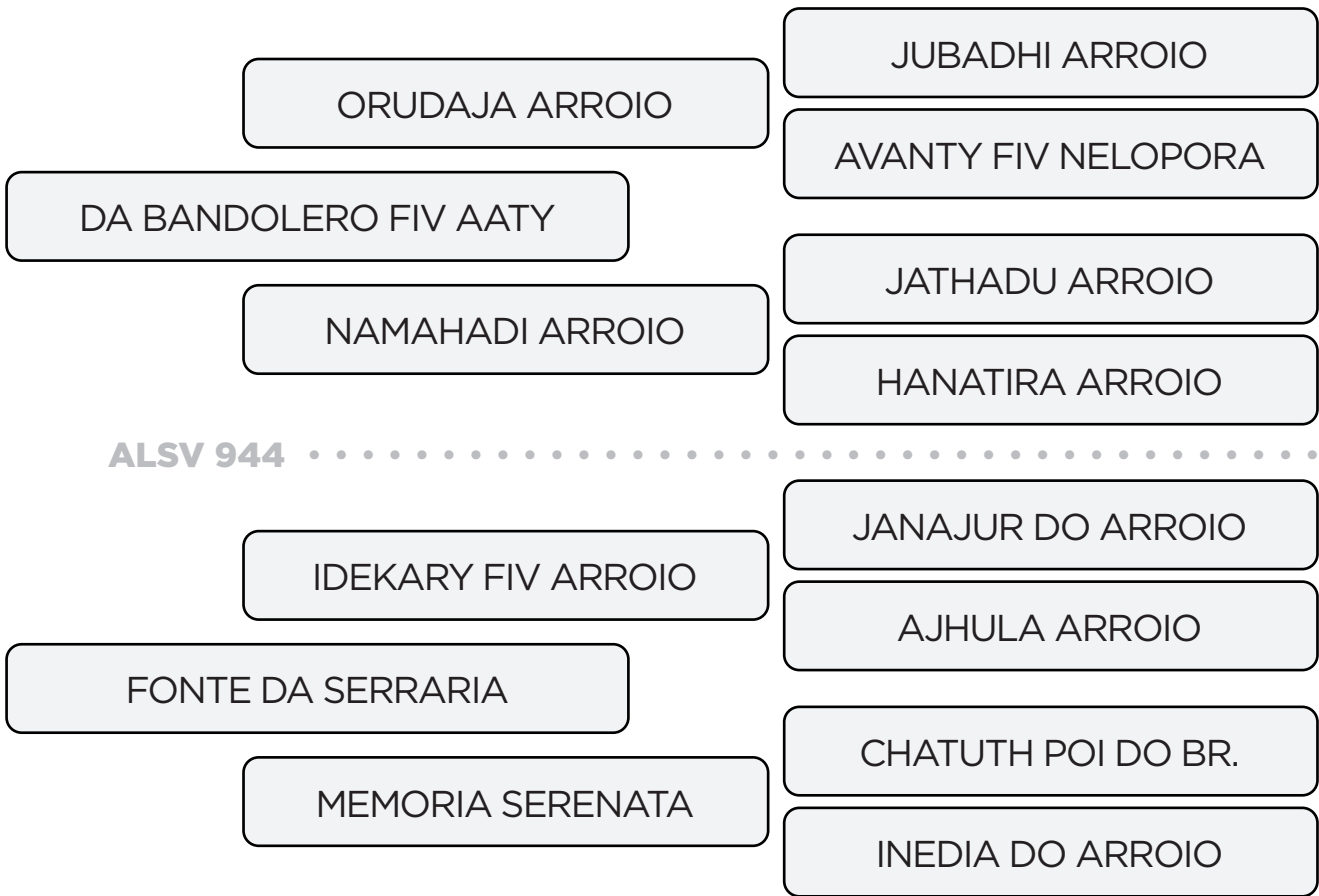 JUBADHI ARROIO
ORUDAJA ARROIO
AVANTY FIV NELOPORA
DA BANDOLERO FIV AATY
JATHADU ARROIO
NAMAHADI ARROIO
HANATIRA ARROIO
ALSV 944
JANAJUR DO ARROIO
IDEKARY FIV ARROIO
AJHULA ARROIO
FONTE DA SERRARIA
CHATUTH POI DO BR.
MEMORIA SERENATA
INEDIA DO ARROIO